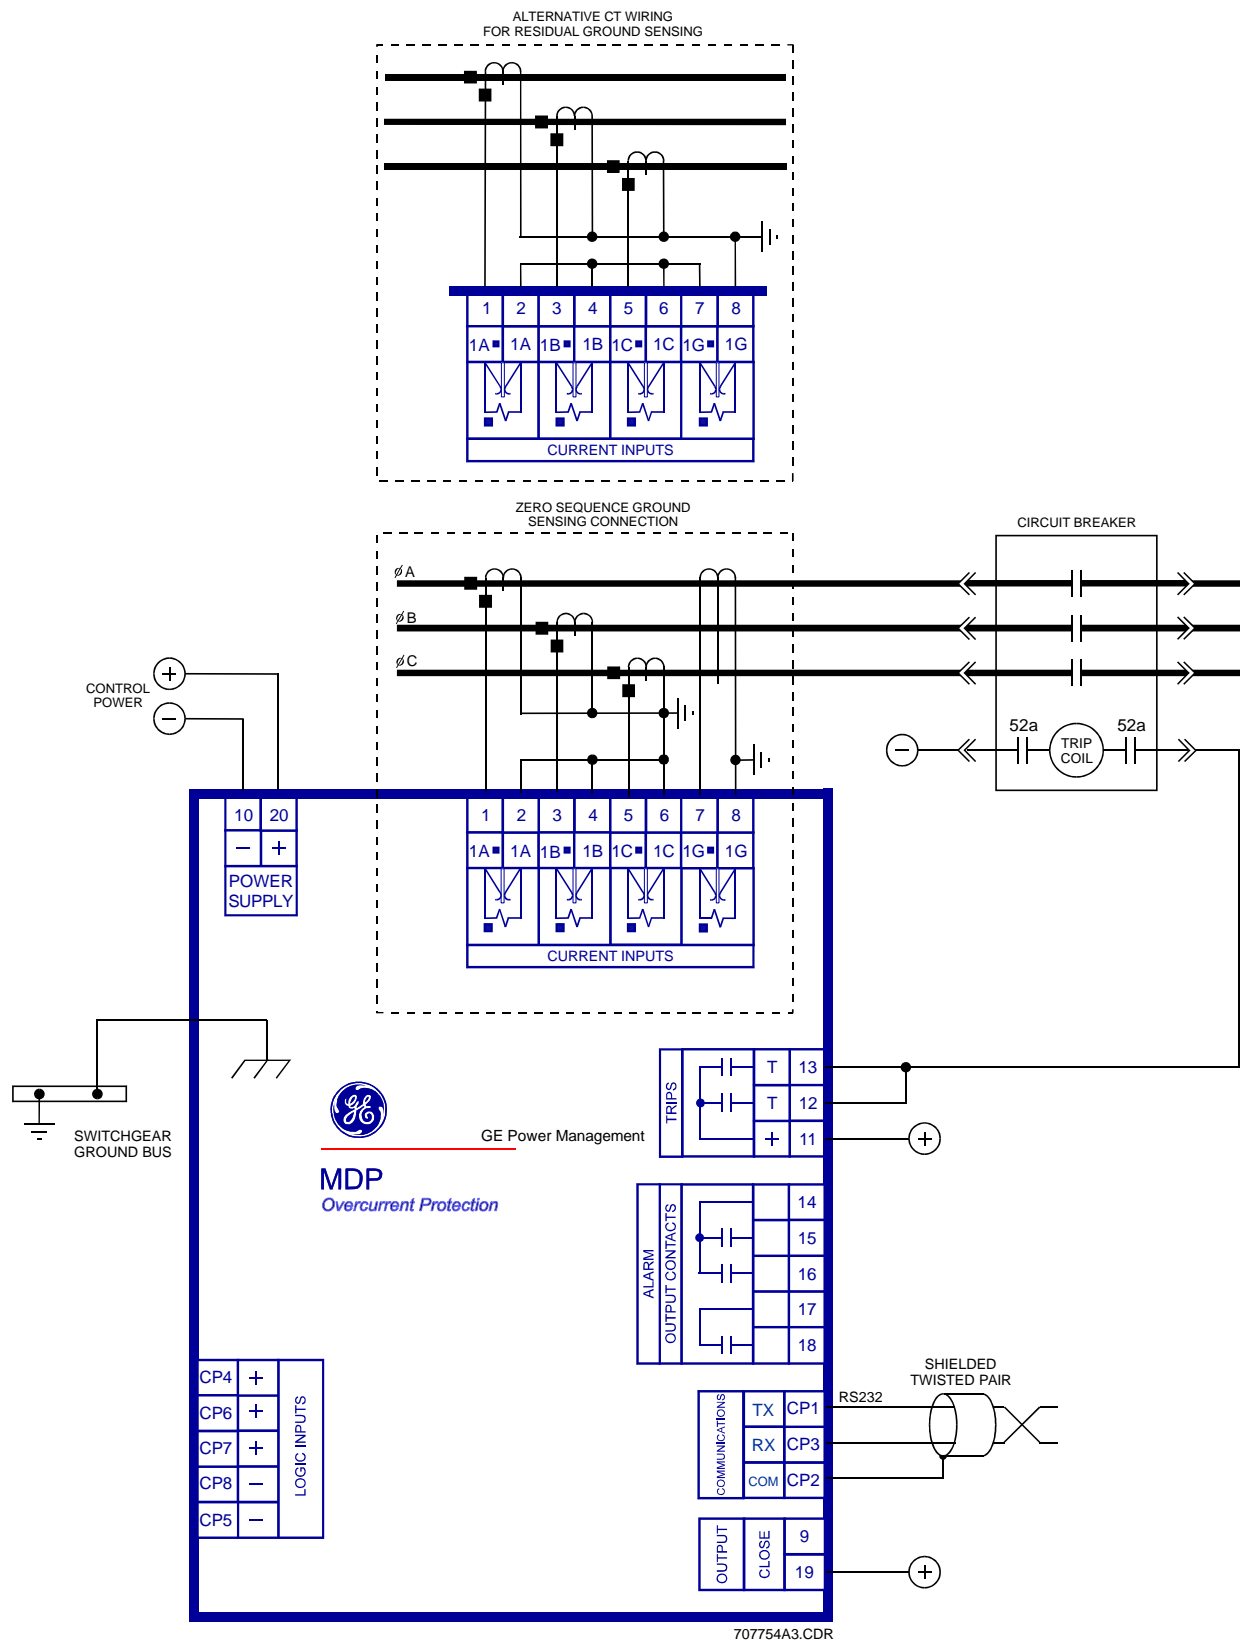 ALTERNATIVE CT WIRING
FOR RESIDUAL GROUND SENSING
1 2 3 4 5 6 7 8
1A■ 1A 1B■ 1B 1C■ 1C 1G■ 1G
CURRENT INPUTS
ZERO SEQUENCE GROUND
SENSING CONNECTION
CIRCUIT BREAKER
øA
øB
øC
CONTROL
POWER
+
−
−
52a
TRIP
COIL
52a
10 20
− +
POWER
SUPPLY
1 2 3 4 5 6 7 8
1A■ 1A 1B■ 1B 1C■ 1C 1G■ 1G
CURRENT INPUTS
SWITCHGEAR
GROUND BUS
GE
GE Power Management
MDP
Overcurrent Protection
TRIPS
T 13
T 12
+ 11
+
ALARM
OUTPUT CONTACTS
14
15
16
17
18
CP4 +
CP6 +
CP7 +
CP8 −
CP5 −
LOGIC INPUTS
SHIELDED
TWISTED PAIR
RS232
COMMUNICATIONS
TX CP1
RX CP3
COM CP2
OUTPUT
CLOSE
9
19
+
707754A3.CDR